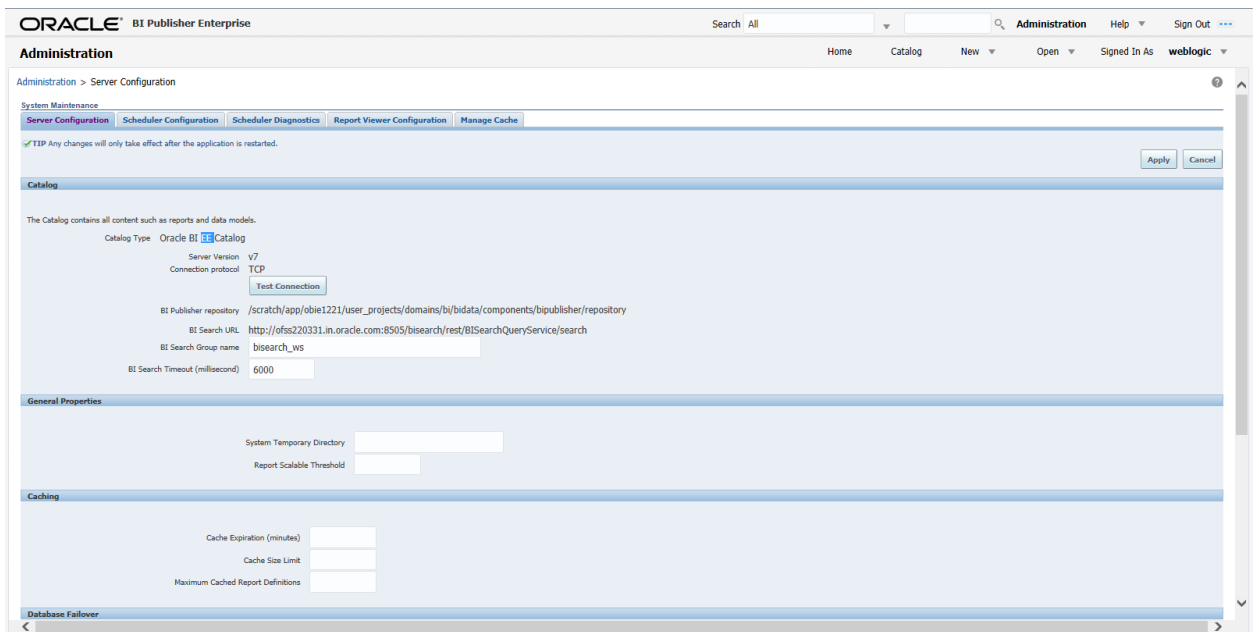 ORACLE® BI Publisher Enterprise Search All Administration Help Sign Out
Administration Home Catalog New Open Signed In As weblogic
Administration > Server Configuration
System Maintenance
Server Configuration Scheduler Configuration Scheduler Diagnostics Report Viewer Configuration Manage Cache
TIP Any changes will only take effect after the application is restarted.
Apply Cancel
Catalog
The Catalog contains all content such as reports and data models.
Catalog Type Oracle BI EE Catalog
Server Version v7
Connection protocol TCP
Test Connection
BI Publisher repository /scratch/app/obie1221/user_projects/domains/bi/bidata/components/bipublisher/repository
BI Search URL http://ofss220331.in.oracle.com:8505/bisearch/rest/BISearchQueryService/search
BI Search Group name bisearch_ws
BI Search Timeout (millisecond) 6000
General Properties
System Temporary Directory
Report Scalable Threshold
Caching
Cache Expiration (minutes)
Cache Size Limit
Maximum Cached Report Definitions
Database Failover